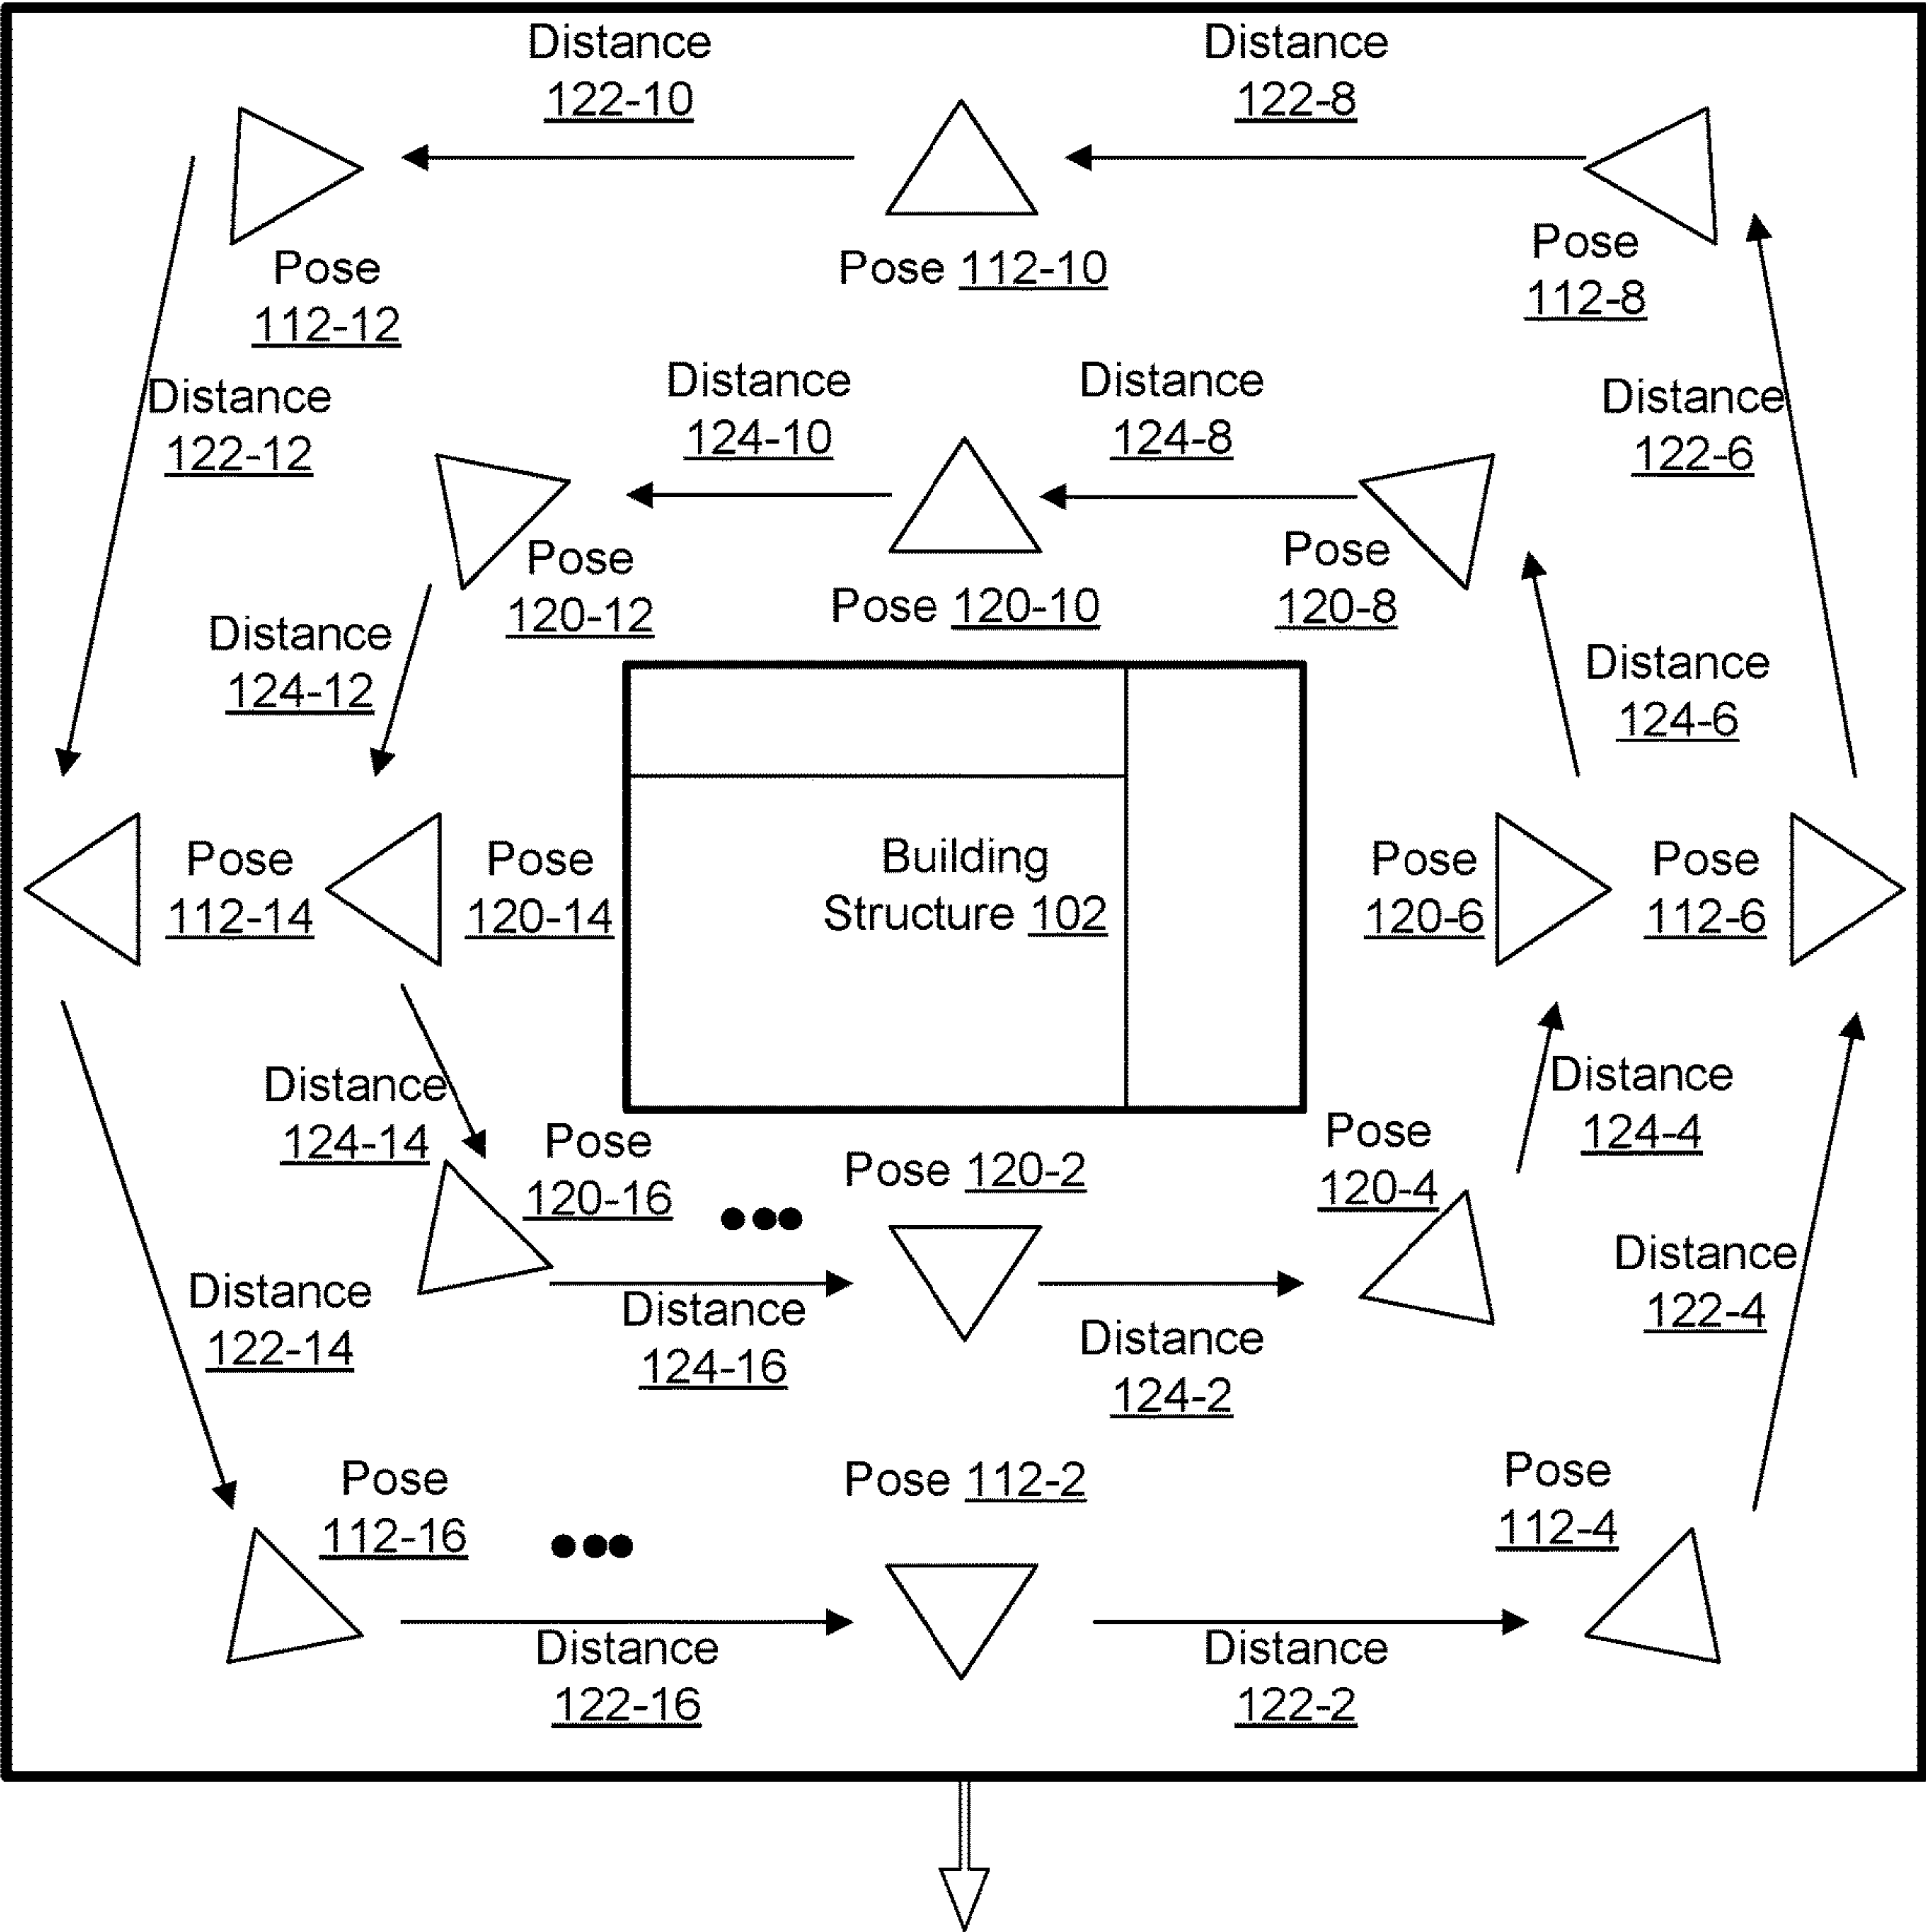 Distance
122-10
Distance
122-8
Pose
112-12
Pose 112-10
Pose
112-8
Distance
122-12
Distance
124-10
Distance
124-8
Distance
122-6
Pose
120-12
Pose 120-10
Pose
120-8
Distance
124-12
Distance
124-6
Pose
112-14
Pose
120-14
Building
Structure 102
Pose
120-6
Pose
112-6
Distance
124-14
Pose
120-16
Pose 120-2
Pose
120-4
Distance
124-4
Distance
122-14
Distance
124-16
Distance
124-2
Distance
122-4
Pose
112-16
Pose 112-2
Pose
112-4
Distance
122-16
Distance
122-2